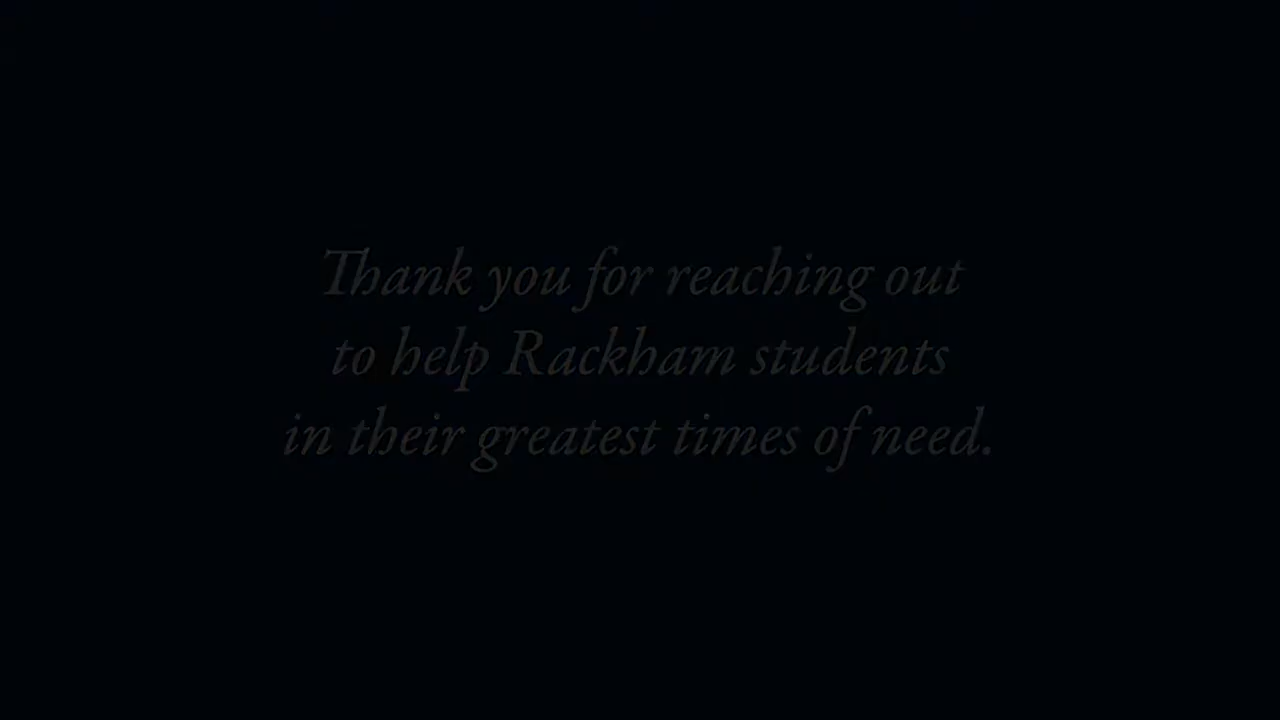 Thank you for reaching out
to help Rackham students
in their greatest times of need.